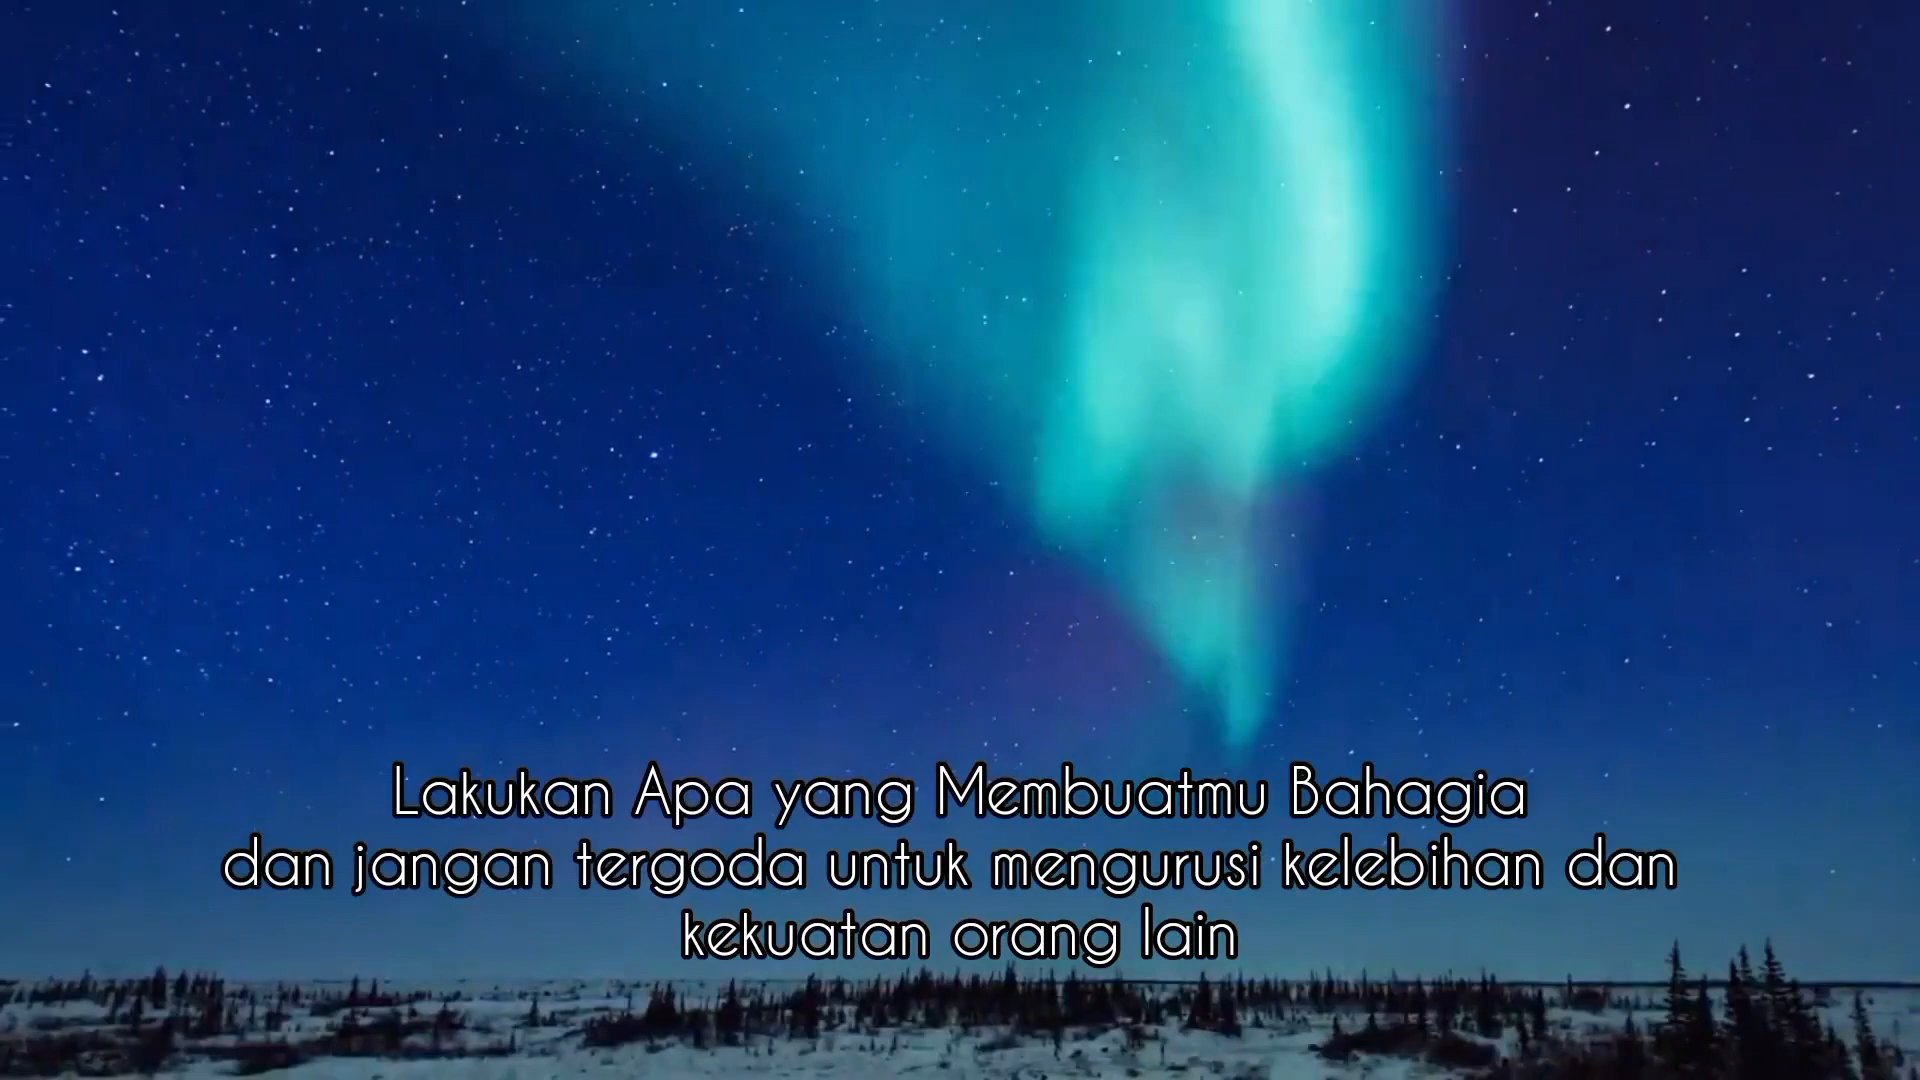 Lakukan Apa yang Membuatmu Bahagia
dan jangan tergoda untuk mengurusi kelebihan dan
kekuatan orang lain